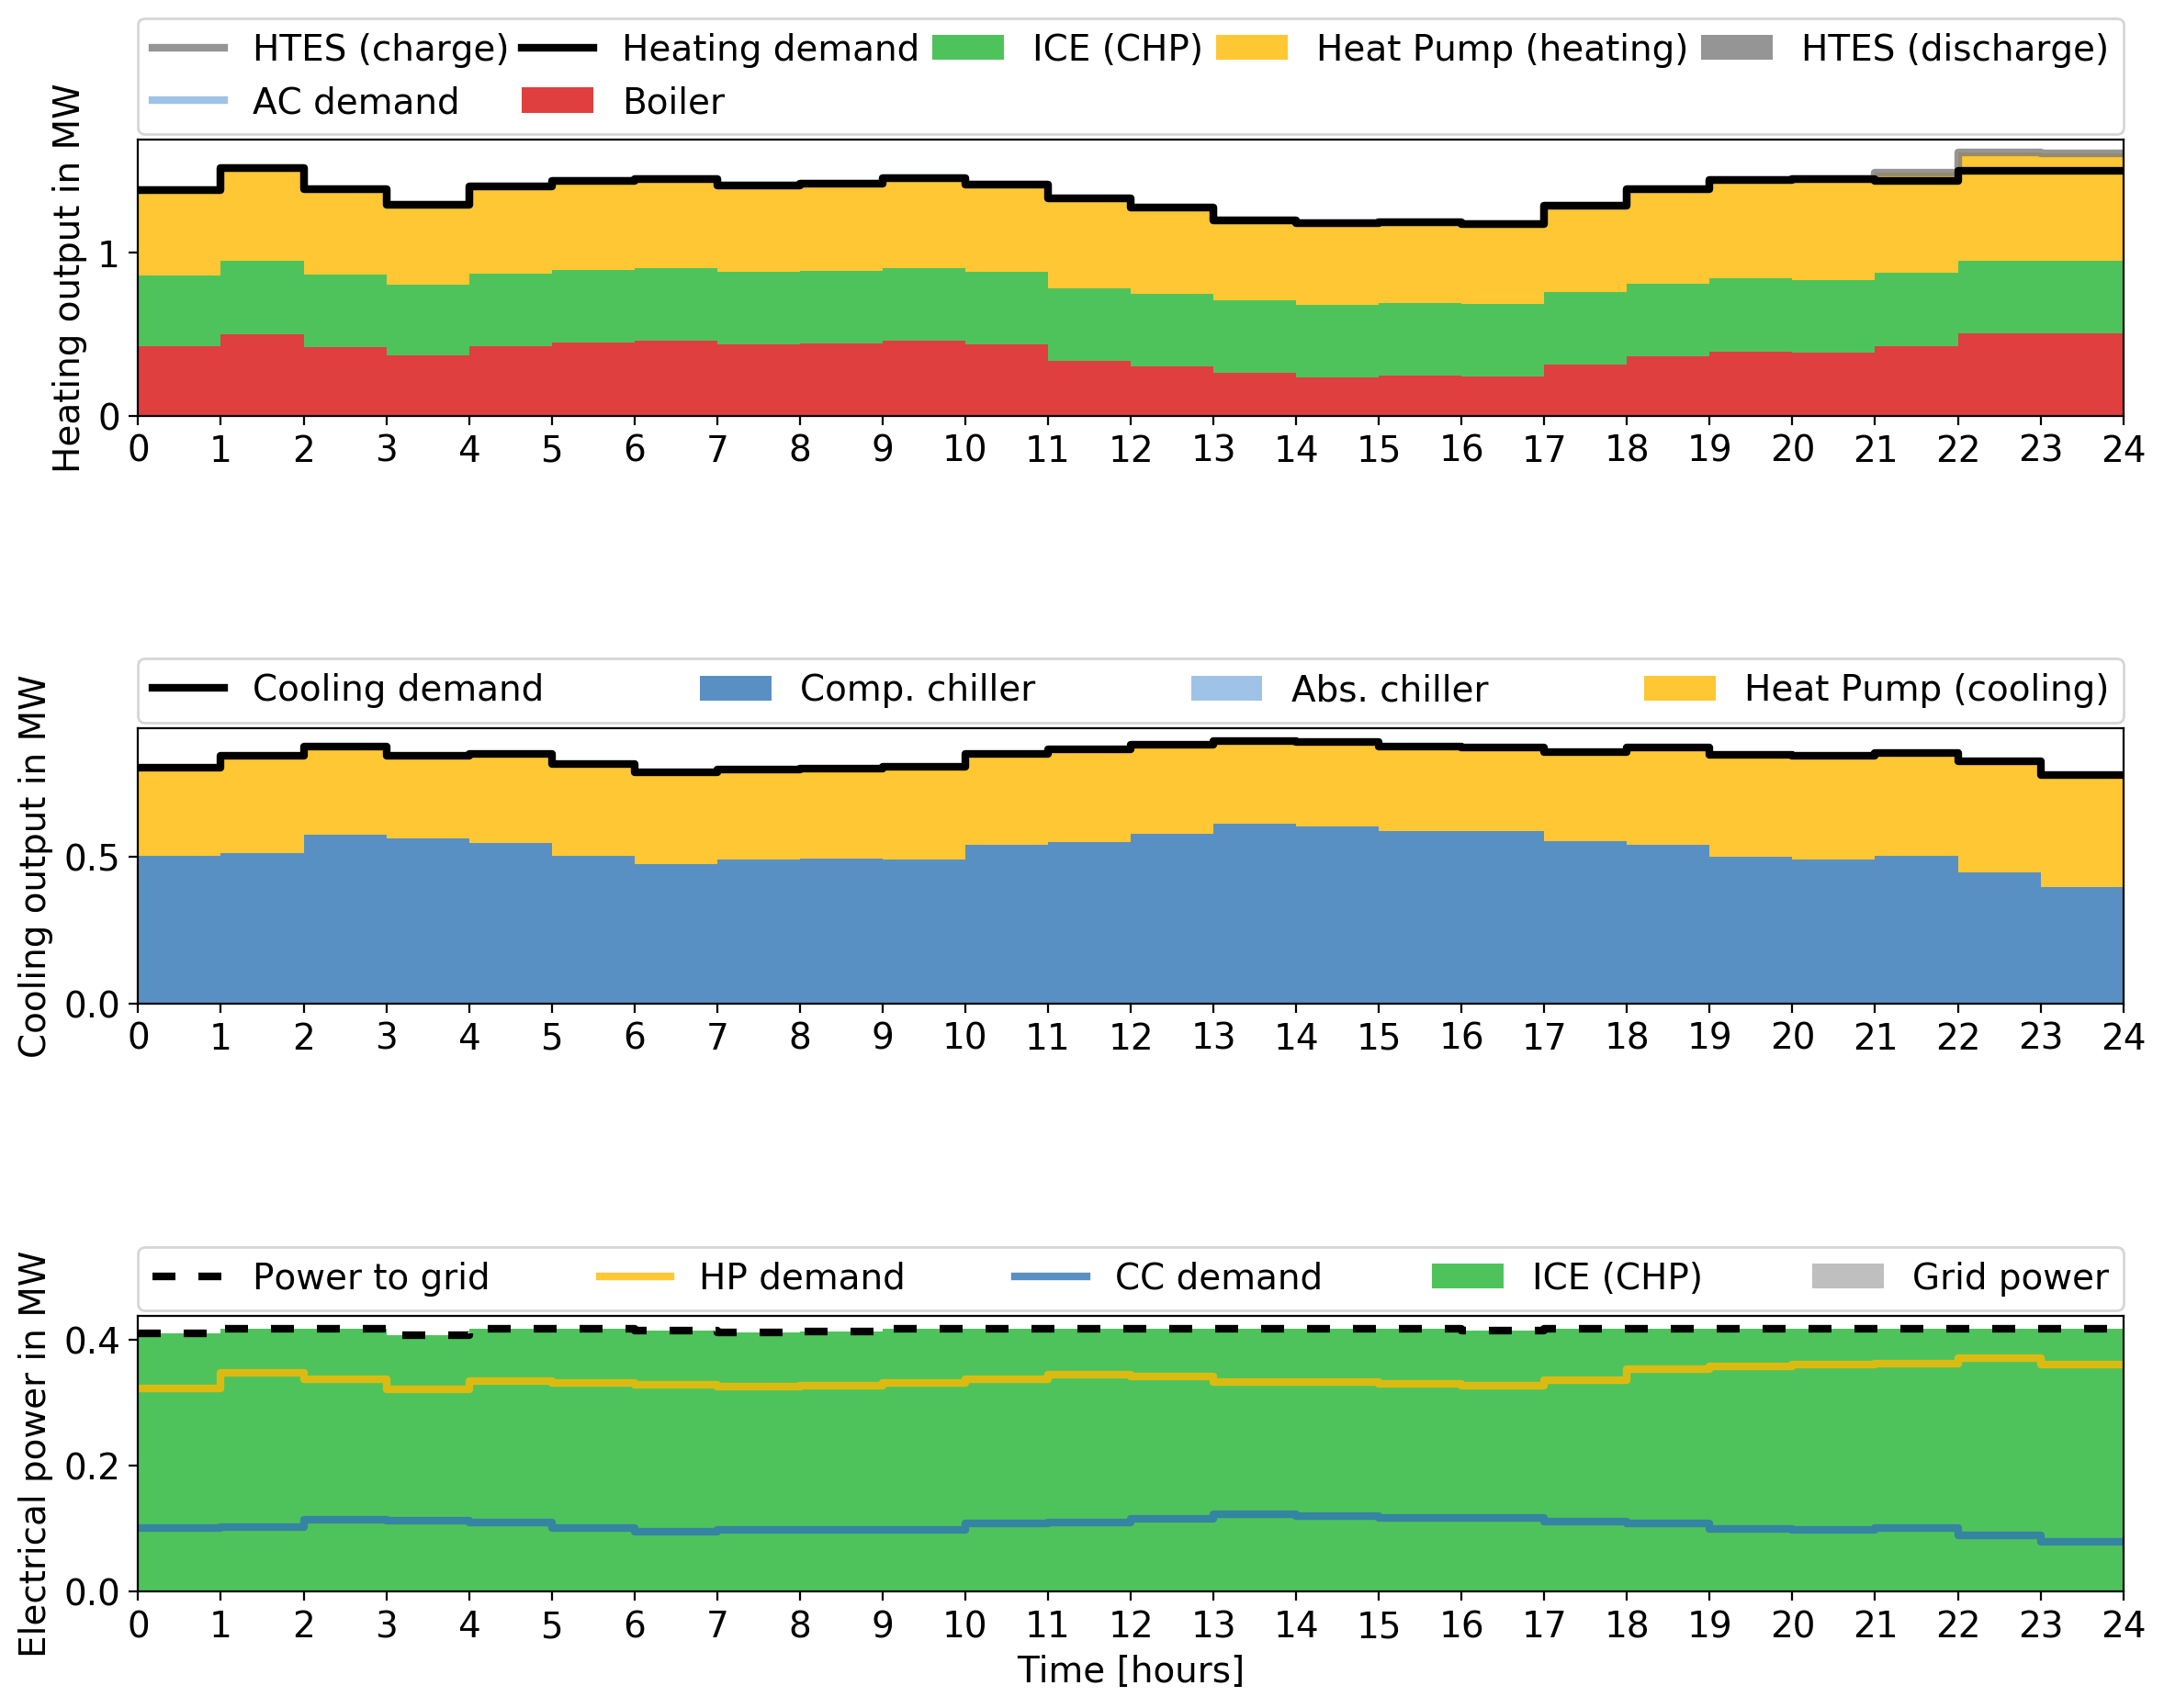 HTES (charge) Heating demand ICE (CHP) Heat Pump (heating) HTES (discharge)
AC demand Boiler
Heating output in MW
1
0
0 1 2 3 4 5 6 7 8 9 10 11 12 13 14 15 16 17 18 19 20 21 22 23 24
Cooling demand Comp. chiller Abs. chiller Heat Pump (cooling)
Cooling output in MW
0.5
0.0
0 1 2 3 4 5 6 7 8 9 10 11 12 13 14 15 16 17 18 19 20 21 22 23 24
Power to grid HP demand CC demand ICE (CHP) Grid power
Electrical power in MW
0.4
0.2
0.0
0 1 2 3 4 5 6 7 8 9 10 11 12 13 14 15 16 17 18 19 20 21 22 23 24
Time [hours]